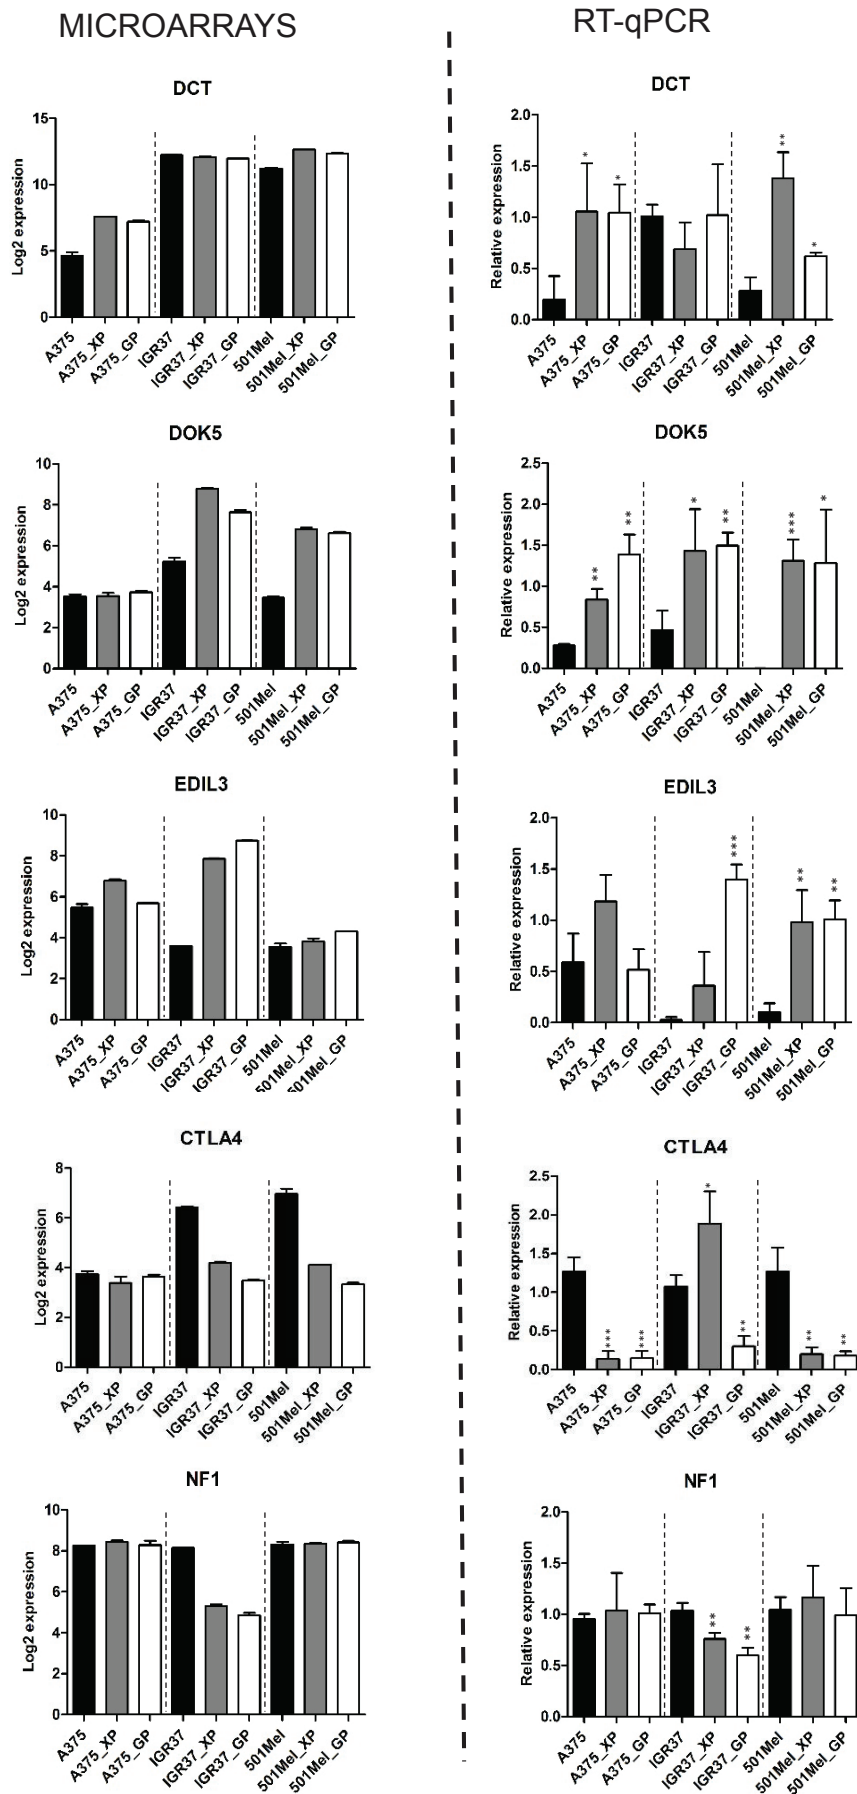 MICROARRAYS
RT-qPCR
DCT
Log2 expression
15
10
5
0
A375
A375_XP
A375_GP
IGR37
IGR37_XP
IGR37_GP
501Mel
501Mel_XP
501Mel_GP
DCT
Relative expression
2.0
1.5
1.0
0.5
0.0
*
*
**
*
A375
A375_XP
A375_GP
IGR37
IGR37_XP
IGR37_GP
501Mel
501Mel_XP
501Mel_GP
DOK5
Log2 expression
10
8
6
4
2
0
A375
A375_XP
A375_GP
IGR37
IGR37_XP
IGR37_GP
501Mel
501Mel_XP
501Mel_GP
DOK5
Relative expression
2.5
2.0
1.5
1.0
0.5
0.0
**
**
*
**
***
*
A375
A375_XP
A375_GP
IGR37
IGR37_XP
IGR37_GP
501Mel
501Mel_XP
501Mel_GP
EDIL3
Log2 expression
10
8
6
4
2
0
A375
A375_XP
A375_GP
IGR37
IGR37_XP
IGR37_GP
501Mel
501Mel_XP
501Mel_GP
EDIL3
Relative expression
2.0
1.5
1.0
0.5
0.0
***
**
**
A375
A375_XP
A375_GP
IGR37
IGR37_XP
IGR37_GP
501Mel
501Mel_XP
501Mel_GP
CTLA4
Log2 expression
8
6
4
2
0
A375
A375_XP
A375_GP
IGR37
IGR37_XP
IGR37_GP
501Mel
501Mel_XP
501Mel_GP
CTLA4
Relative expression
2.5
2.0
1.5
1.0
0.5
0.0
***
***
*
**
**
**
A375
A375_XP
A375_GP
IGR37
IGR37_XP
IGR37_GP
501Mel
501Mel_XP
501Mel_GP
NF1
Log2 expression
10
8
6
4
2
0
A375
A375_XP
A375_GP
IGR37
IGR37_XP
IGR37_GP
501Mel
501Mel_XP
501Mel_GP
NF1
Relative expression
2.0
1.5
1.0
0.5
0.0
**
**
A375
A375_XP
A375_GP
IGR37
IGR37_XP
IGR37_GP
501Mel
501Mel_XP
501Mel_GP